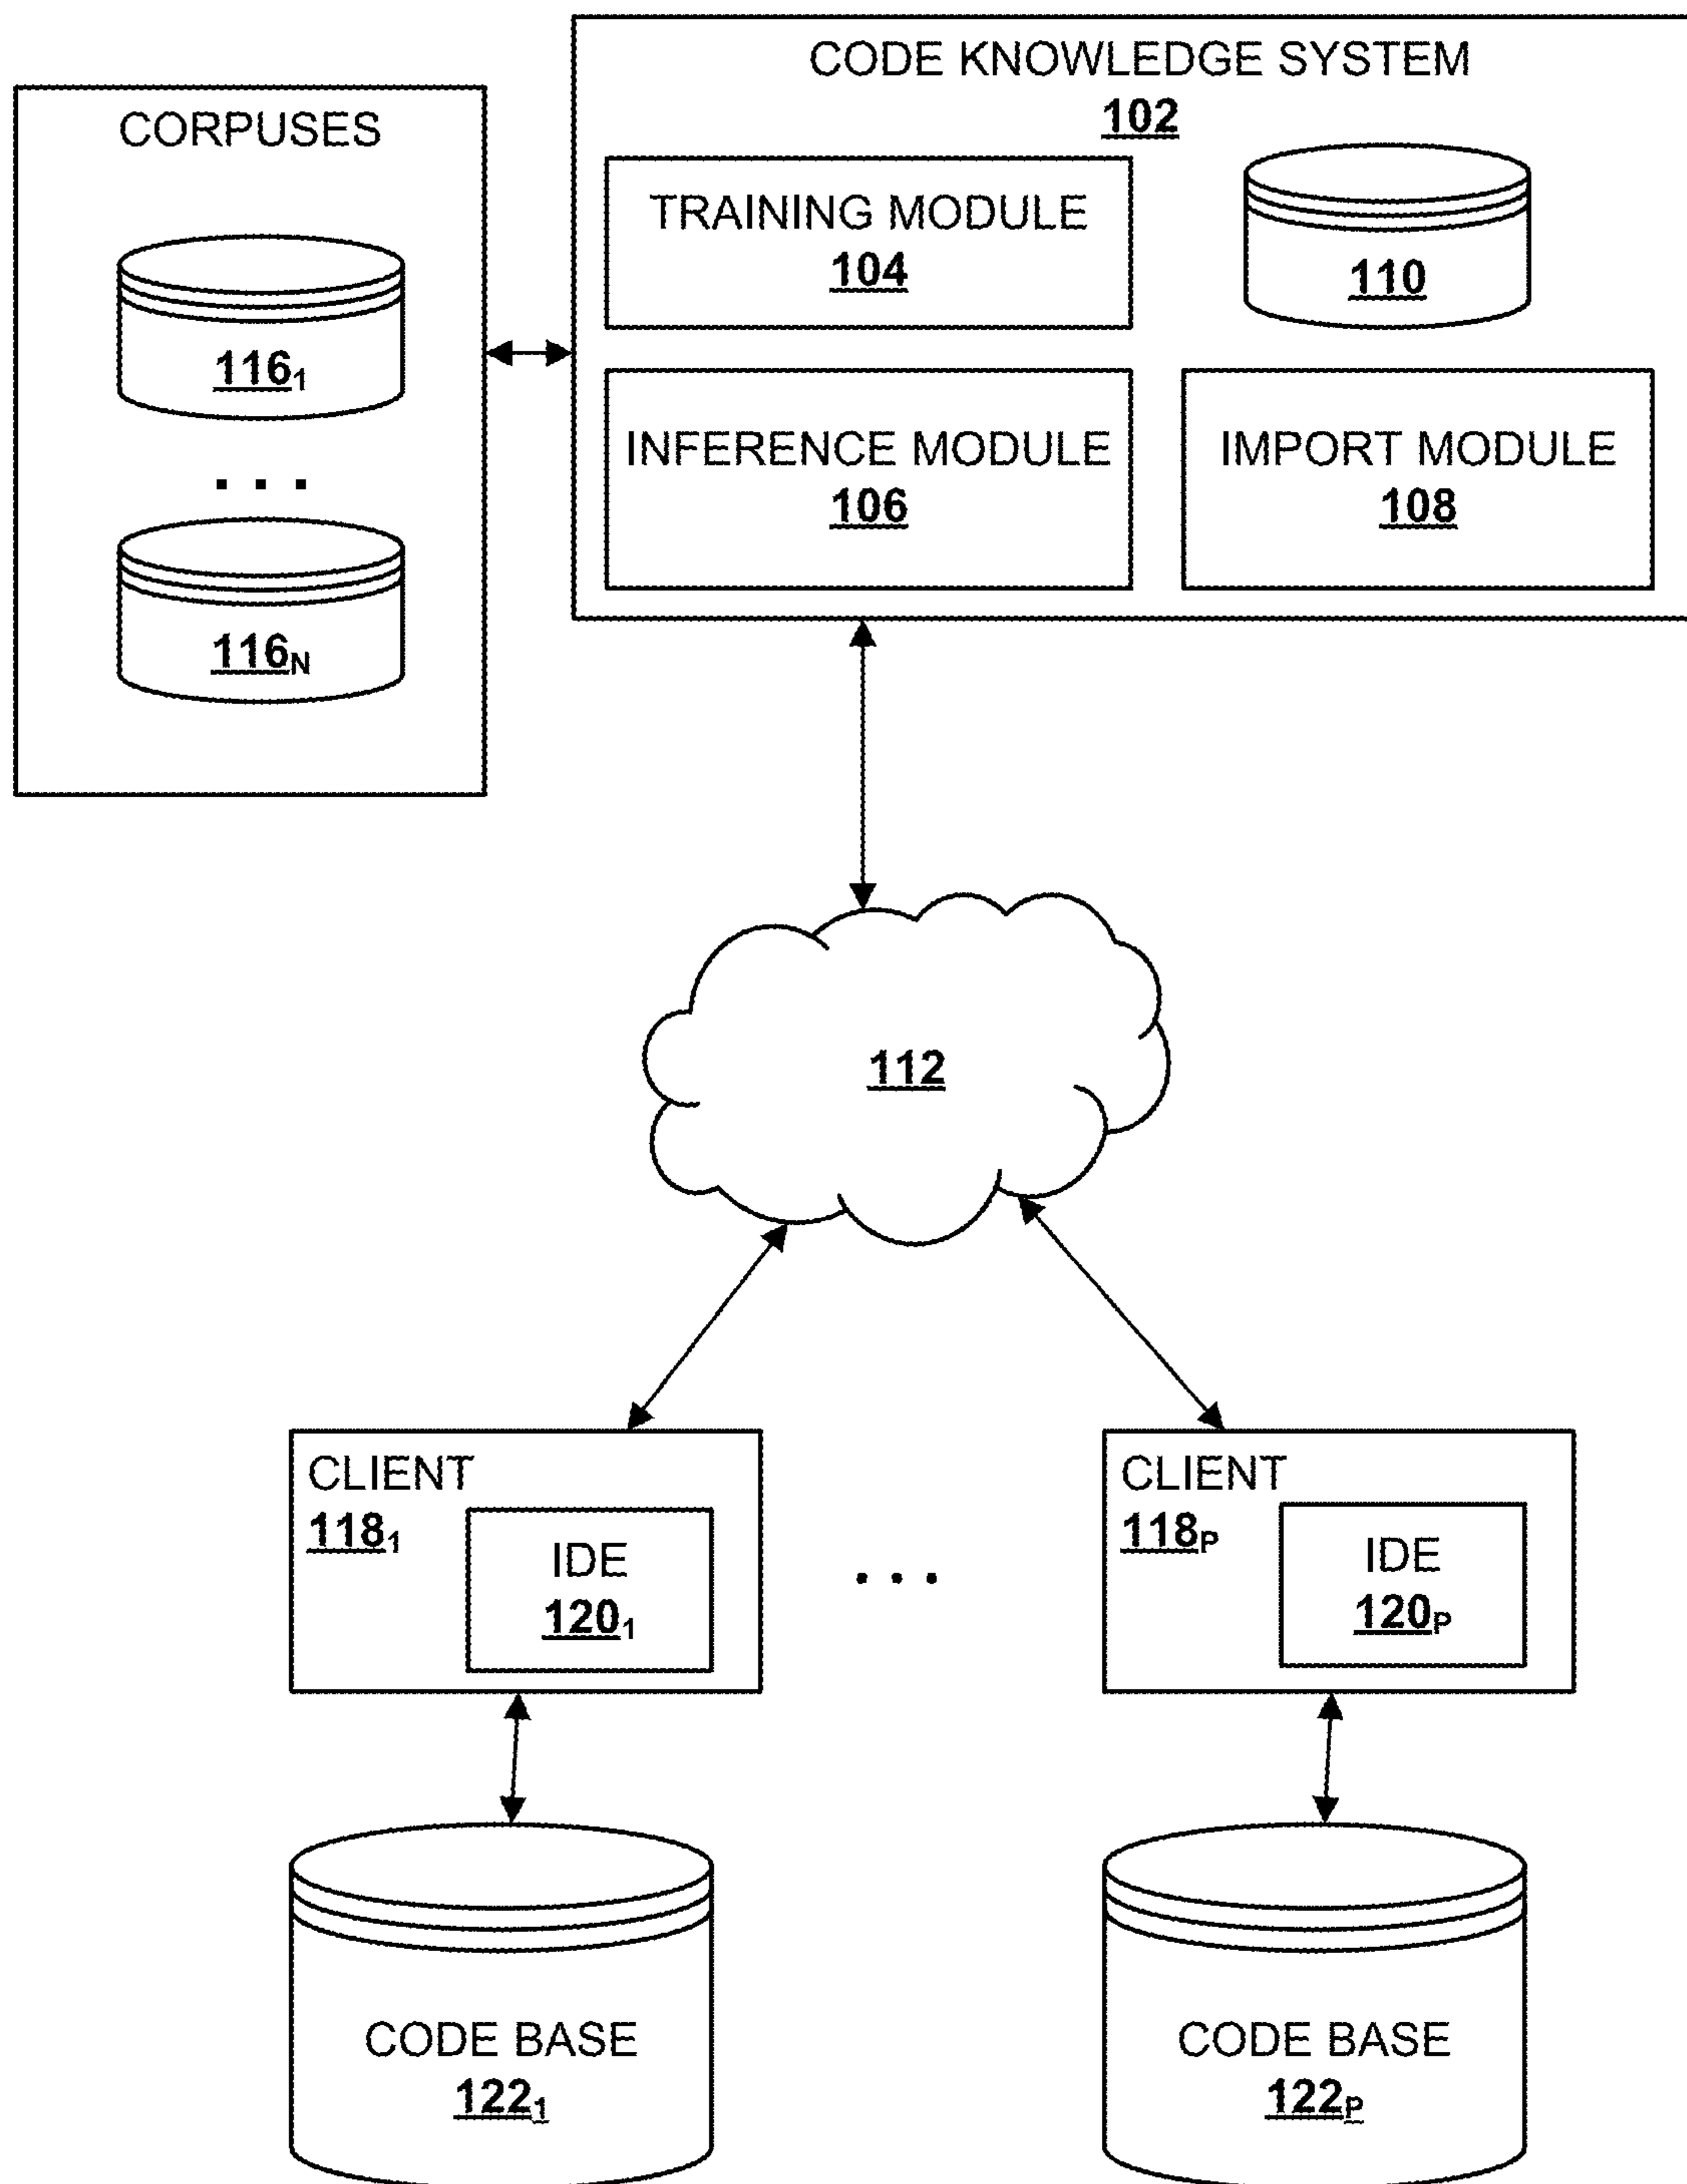 CODE KNOWLEDGE SYSTEM
102
CORPUSES
116₁
. . .
116N
TRAINING MODULE
104
110
INFERENCE MODULE
106
IMPORT MODULE
108
112
CLIENT
118₁
IDE
120₁
. . .
CLIENT
118P
IDE
120P
CODE BASE
122₁
CODE BASE
122P